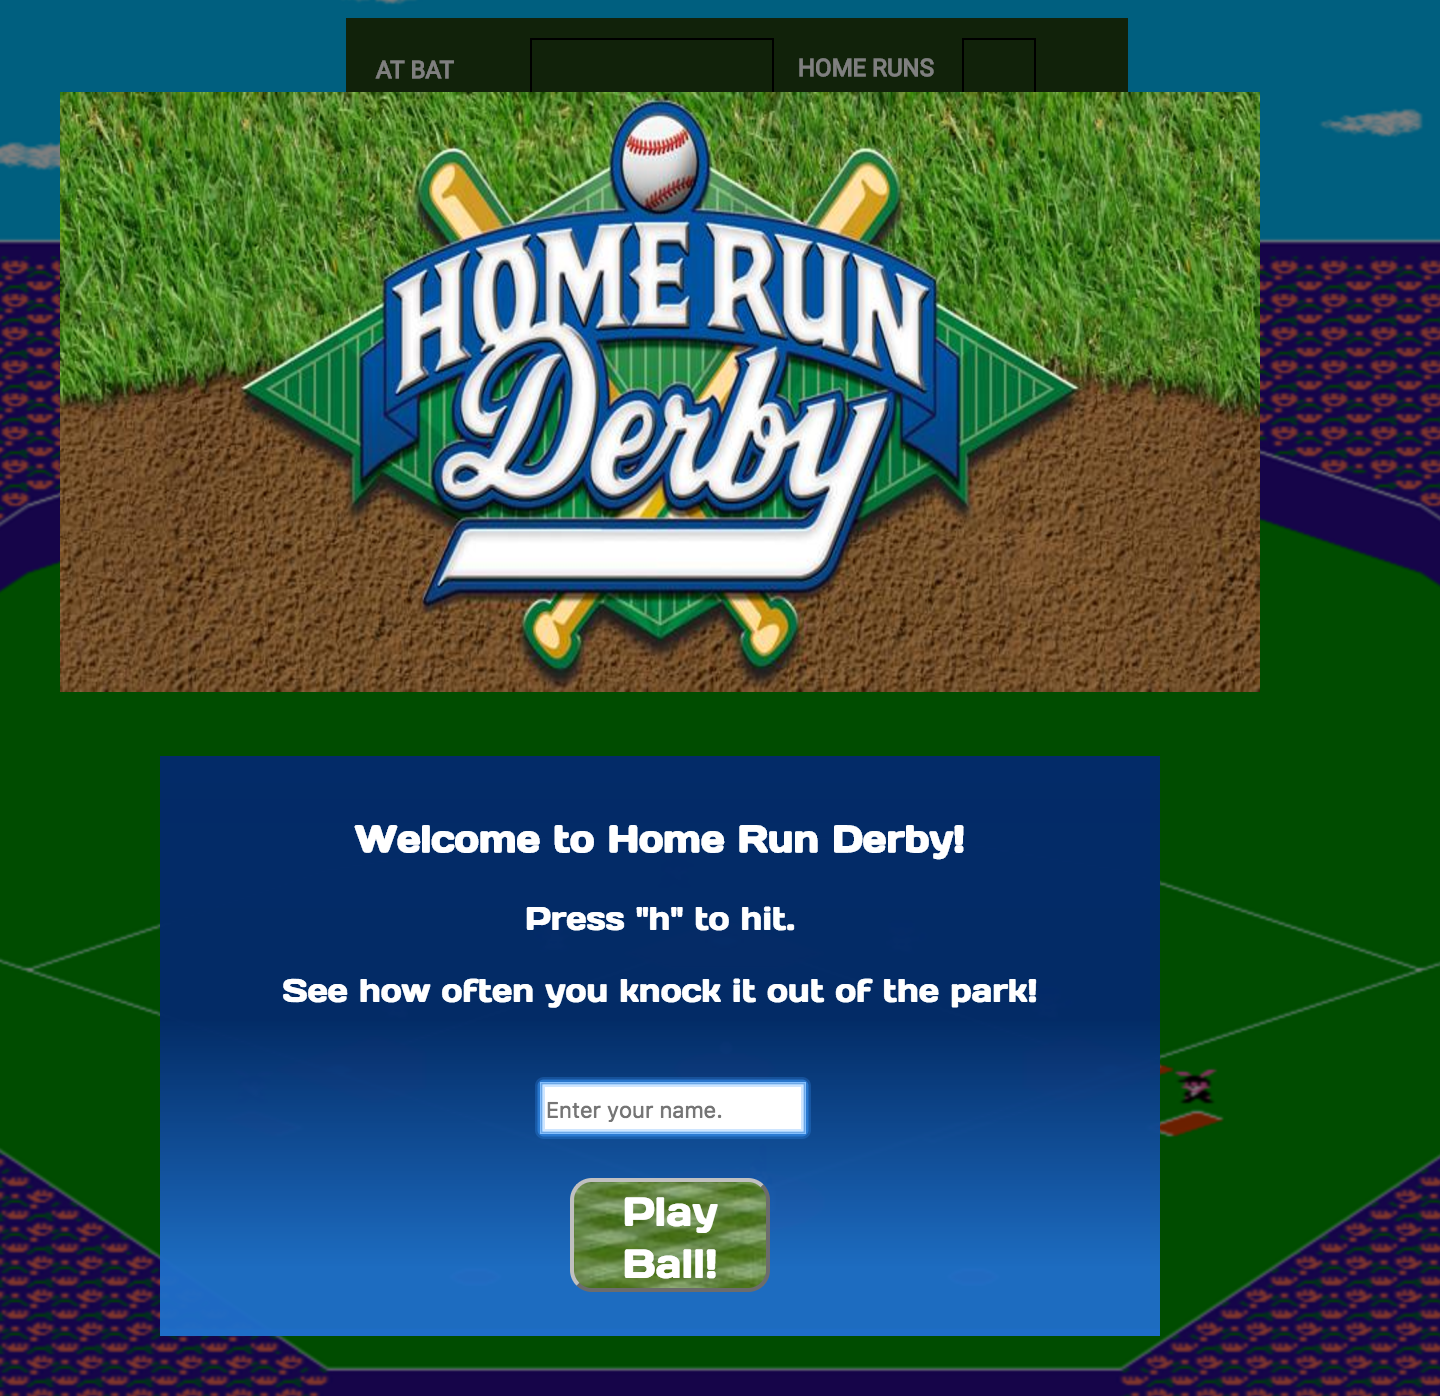 AT BAT
HOME RUNS
HOME RUN
Derby
Welcome to Home Run Derby!
Press "h" to hit.
See how often you knock it out of the park!
Enter your name.
Play
Ball!